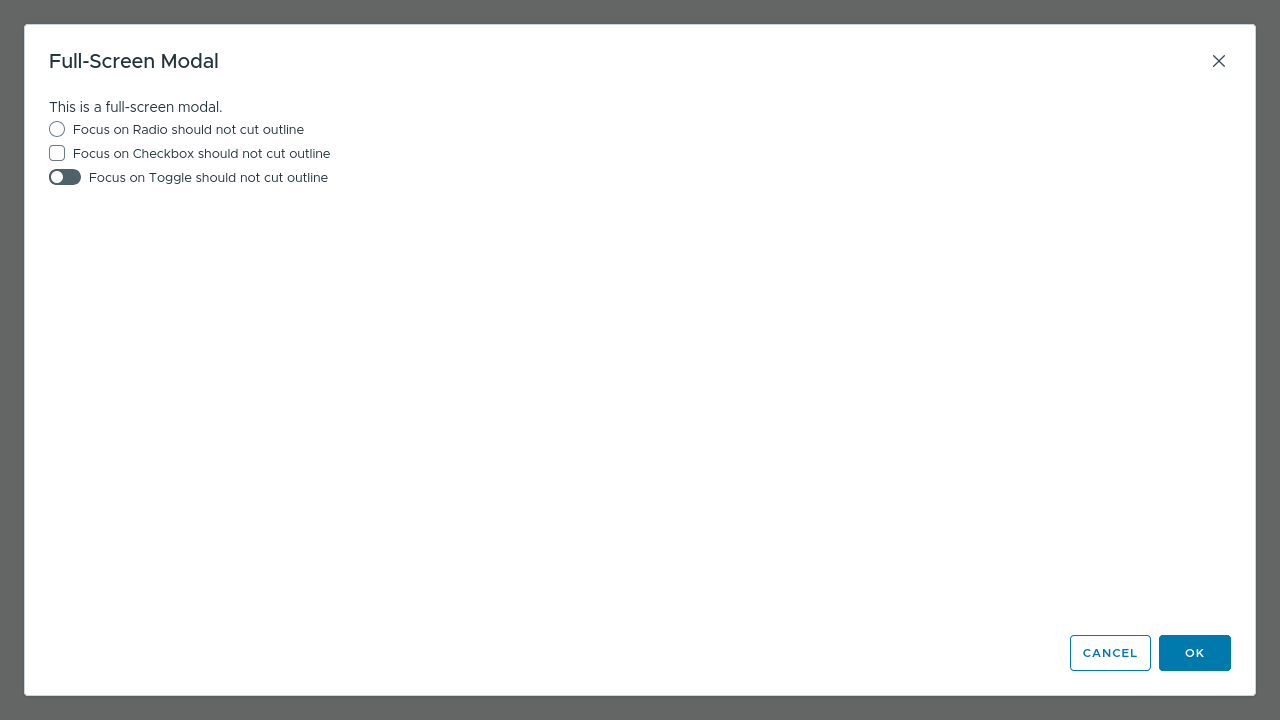 Full-Screen Modal
This is a full-screen modal.
Focus on Radio should not cut outline
Focus on Checkbox should not cut outline
Focus on Toggle should not cut outline
CANCEL
OK